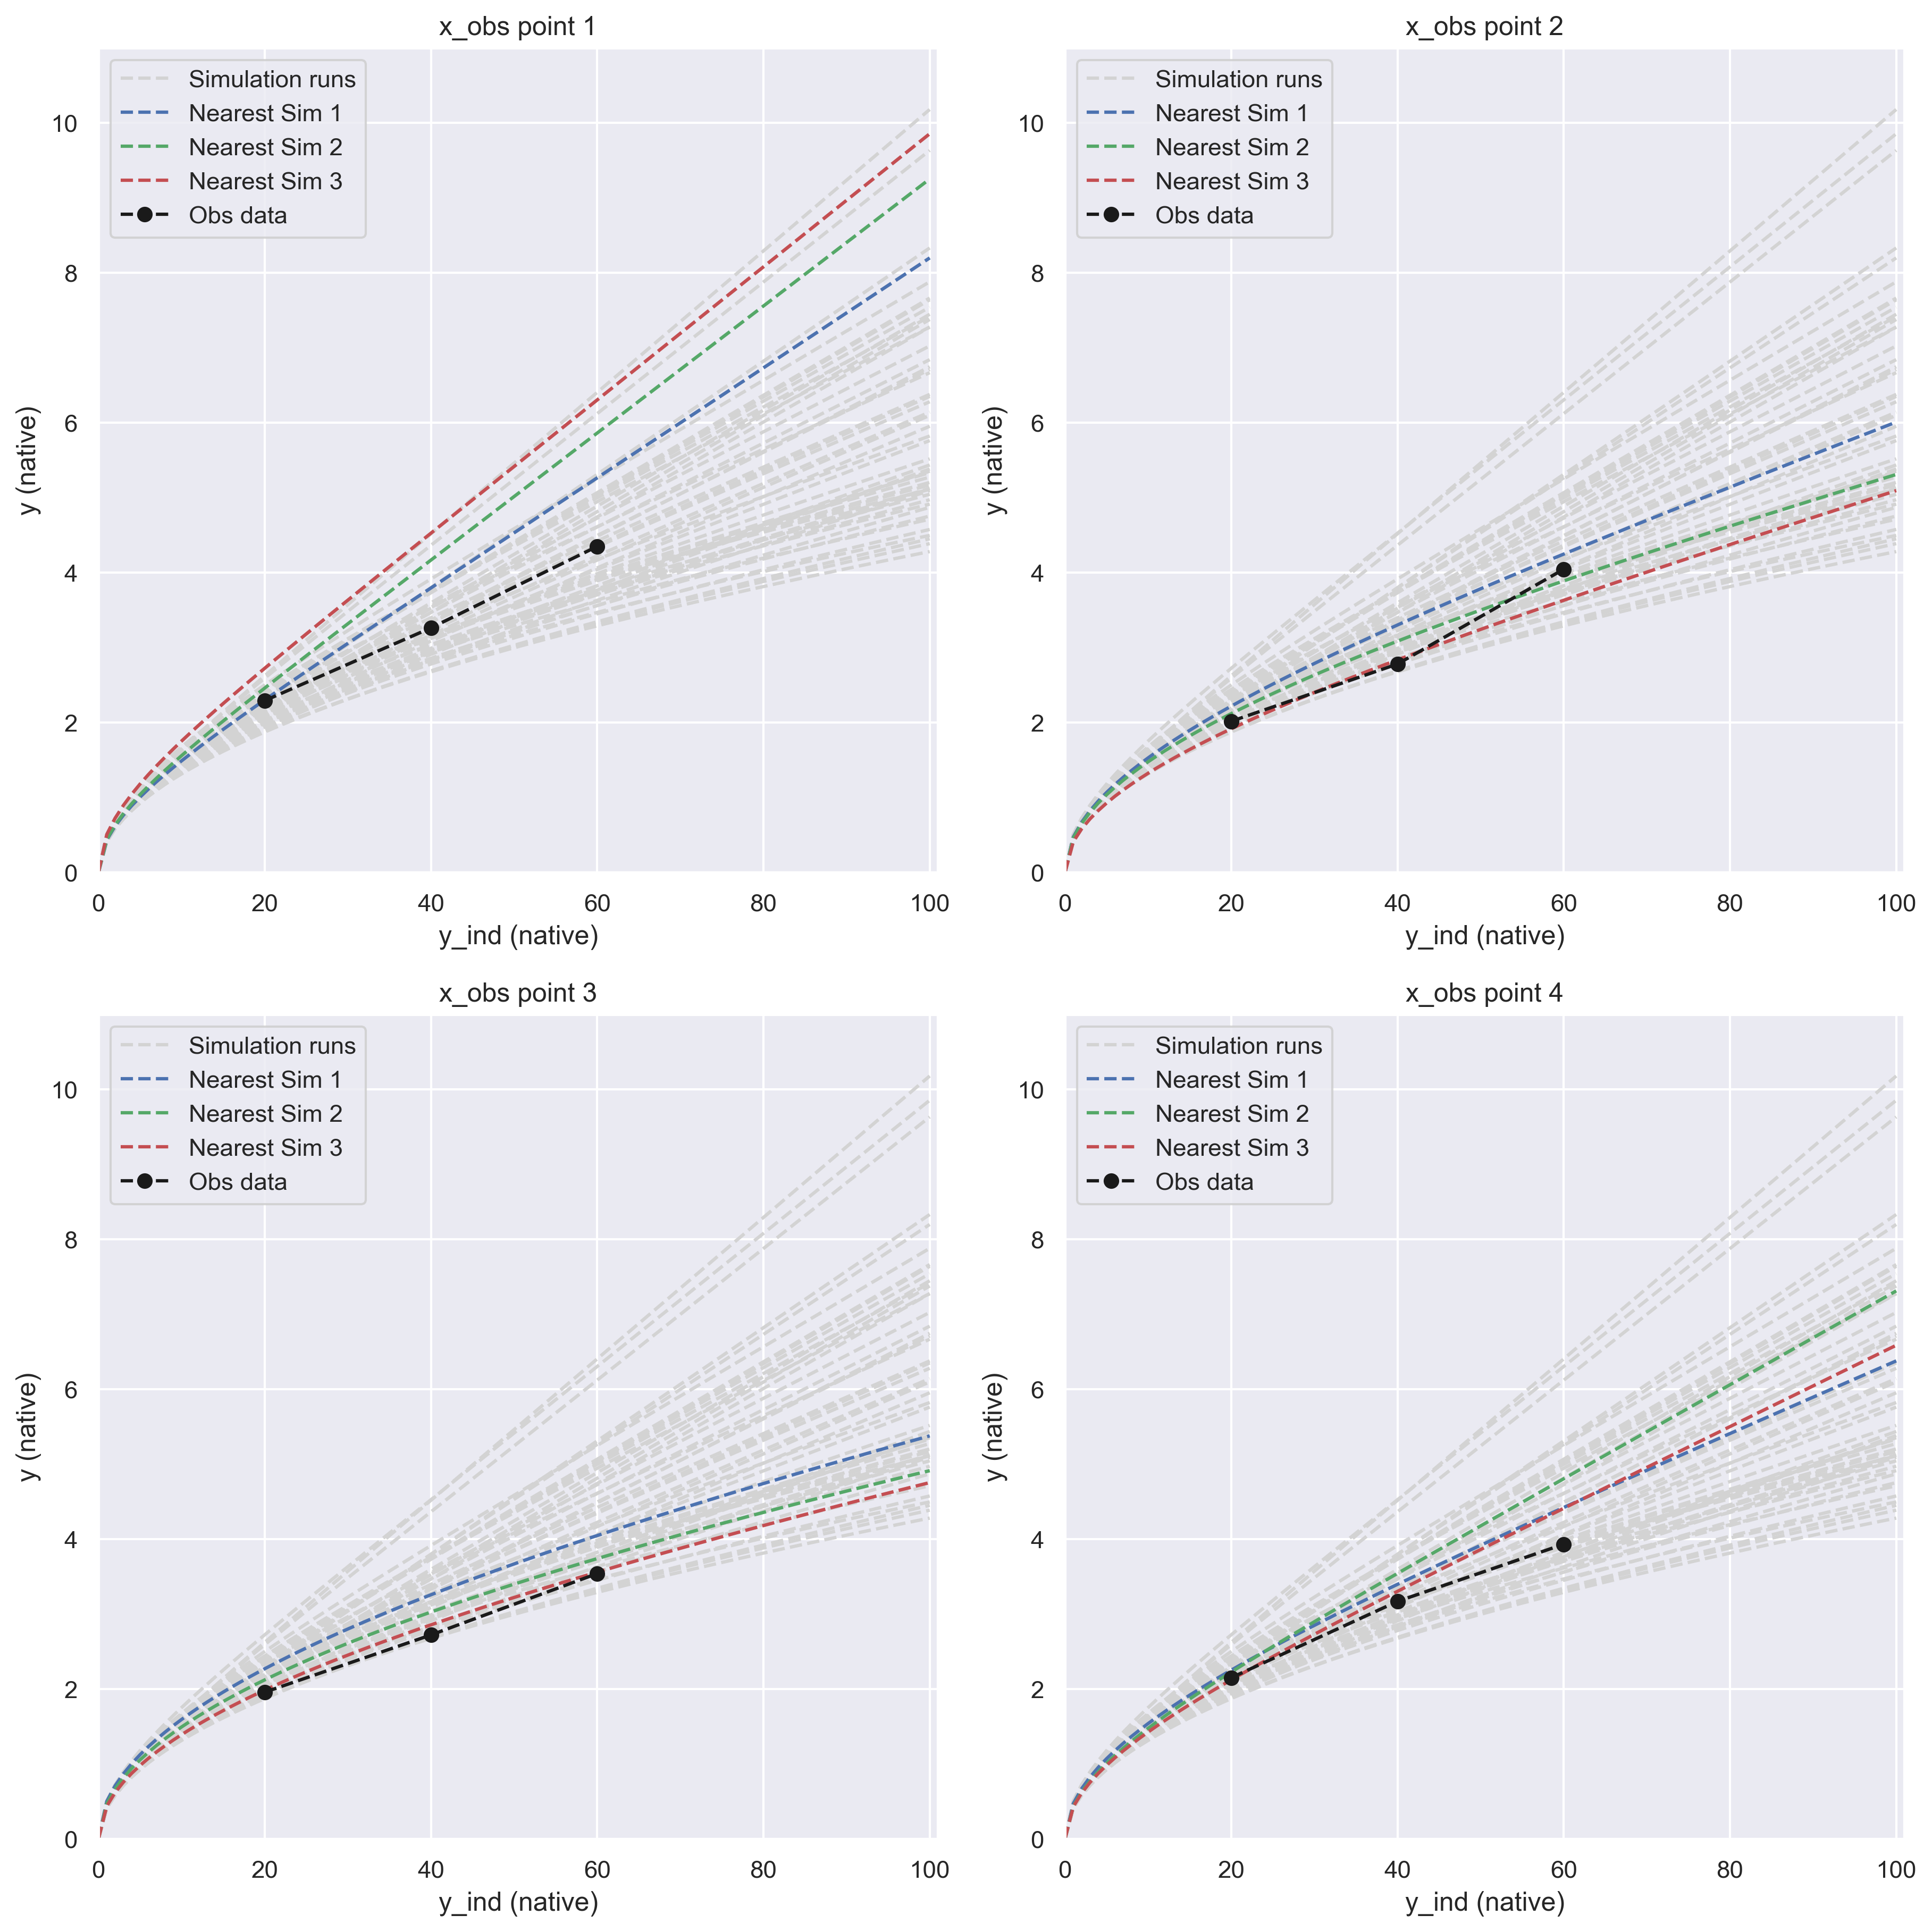 x_obs point 1
Simulation runs
Nearest Sim 1
Nearest Sim 2
Nearest Sim 3
Obs data
10
8
6
4
2
0
y (native)
0 20 40 60 80 100
y_ind (native)
x_obs point 2
Simulation runs
Nearest Sim 1
Nearest Sim 2
Nearest Sim 3
Obs data
10
8
6
4
2
0
y (native)
0 20 40 60 80 100
y_ind (native)
x_obs point 3
Simulation runs
Nearest Sim 1
Nearest Sim 2
Nearest Sim 3
Obs data
10
8
6
4
2
0
y (native)
0 20 40 60 80 100
y_ind (native)
x_obs point 4
Simulation runs
Nearest Sim 1
Nearest Sim 2
Nearest Sim 3
Obs data
10
8
6
4
2
0
y (native)
0 20 40 60 80 100
y_ind (native)